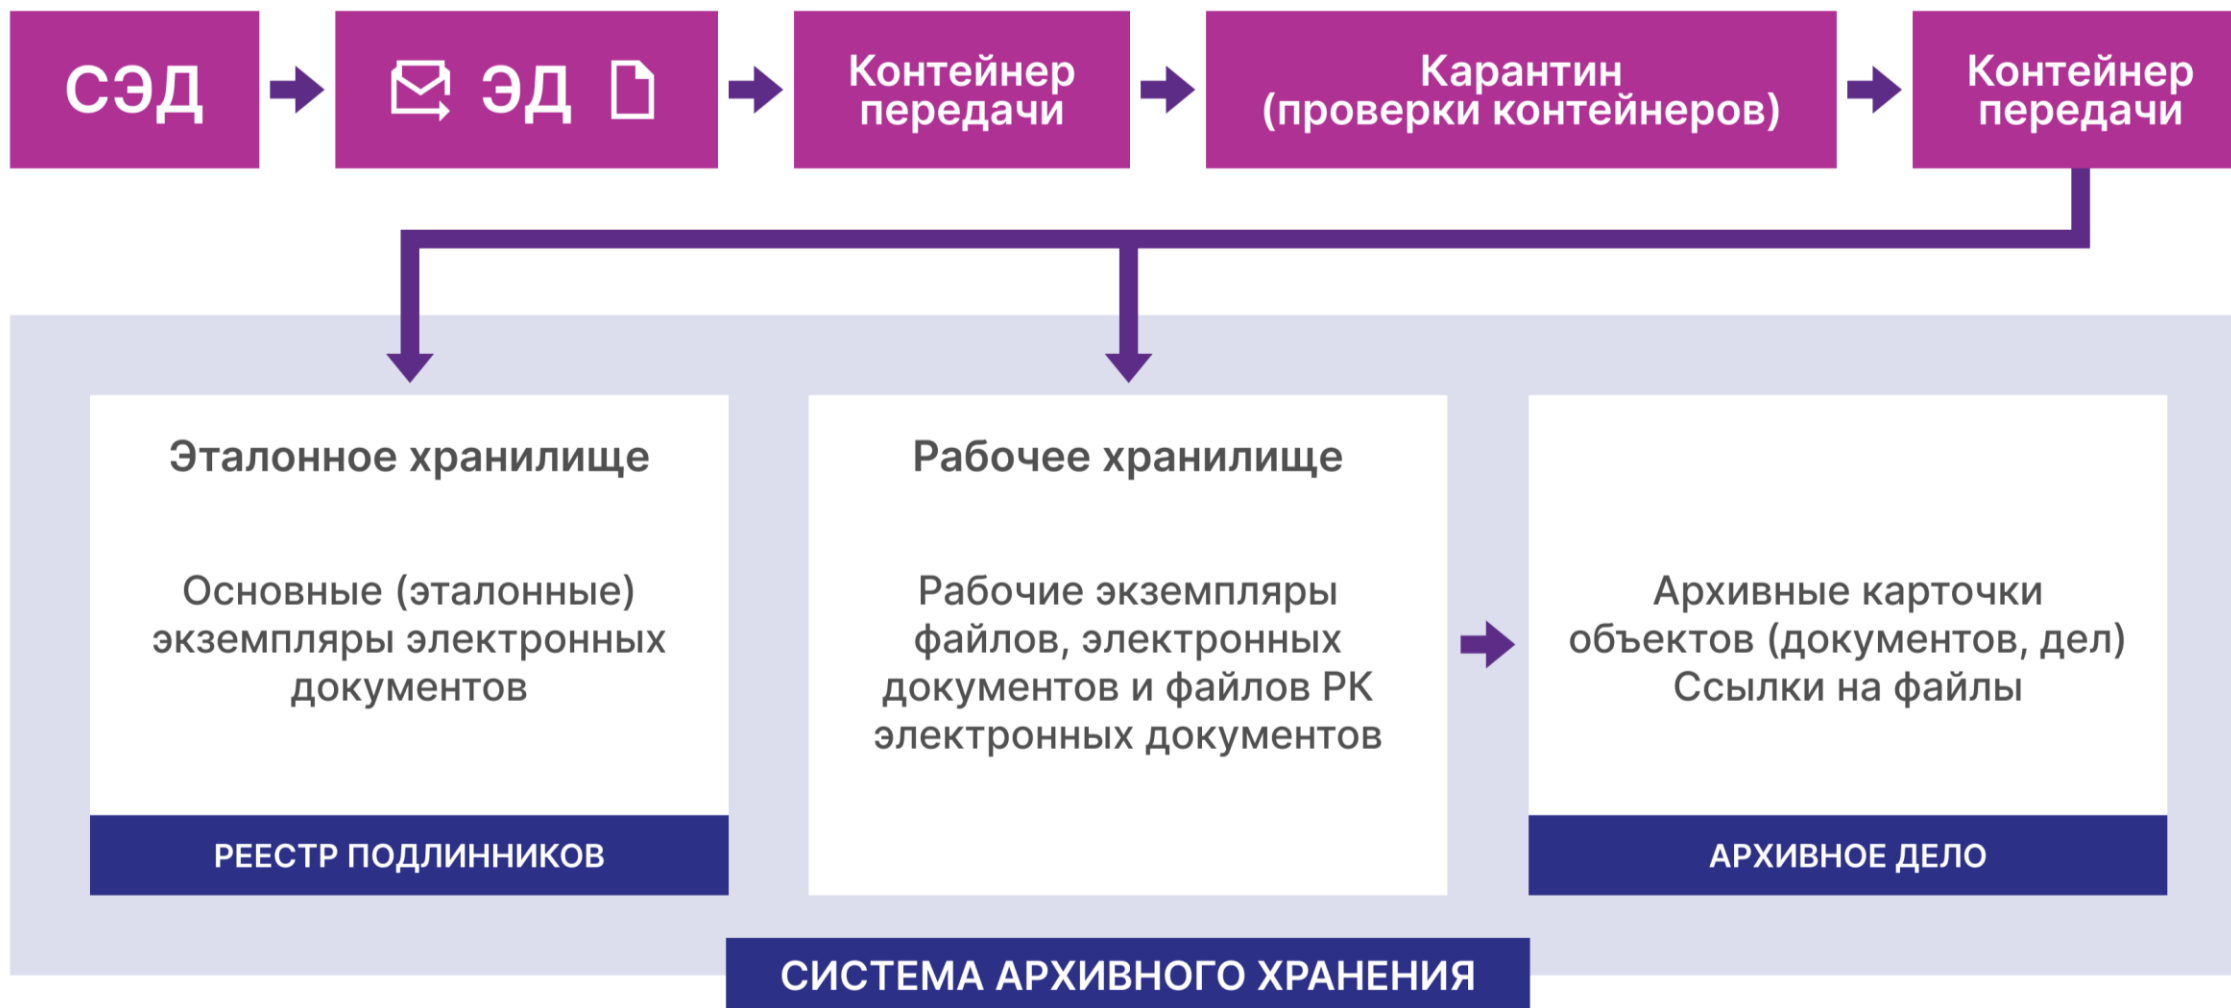 СЭД
ЭД
Контейнер
передачи
Карантин
(проверки контейнеров)
Контейнер
передачи
Эталонное хранилище
Основные (эталонные)
экземпляры электронных
документов
РЕЕСТР ПОДЛИННИКОВ
Рабочее хранилище
Рабочие экземпляры
файлов, электронных
документов и файлов РК
электронных документов
Архивные карточки
объектов (документов, дел)
Ссылки на файлы
АРХИВНОЕ ДЕЛО
СИСТЕМА АРХИВНОГО ХРАНЕНИЯ